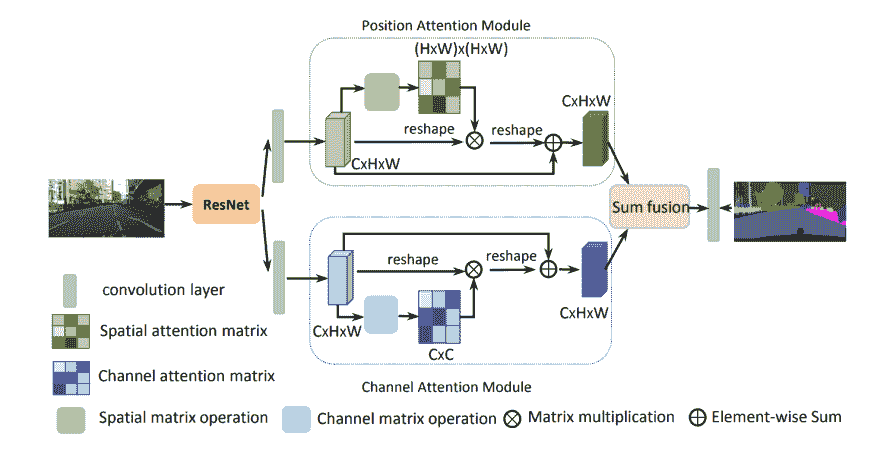 Position Attention Module
(HxW)x(HxW)
CxHxW
reshape
reshape
CxHxW
ResNet
Sum fusion
reshape
reshape
convolution layer
CxHxW
CxHxW
Spatial attention matrix
CxC
Channel attention matrix
Channel Attention Module
Spatial matrix operation
Channel matrix operation
Matrix multiplication
Element-wise Sum